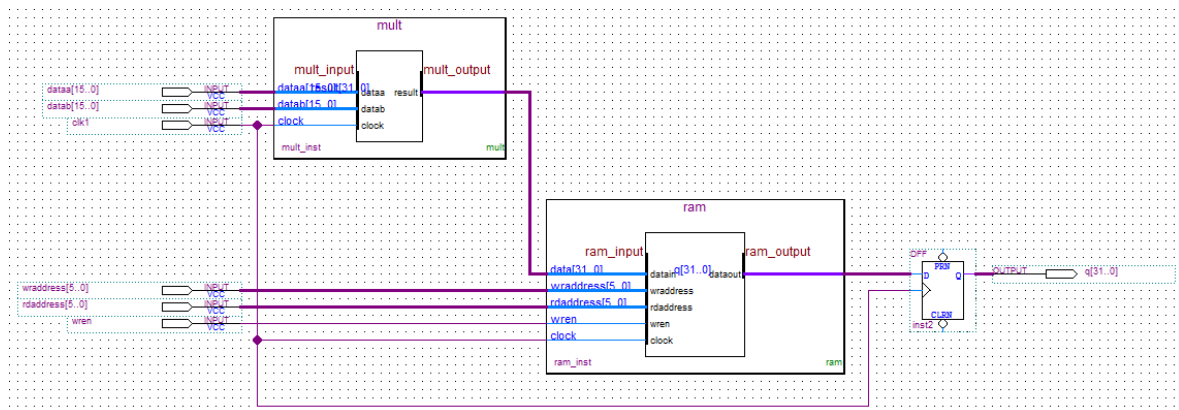 mult
mult_input
mult_output
dataa[15..0]
INPUT
VCC
dataa[15..0]
result[31..0]
dataa
result
datab[15..0]
INPUT
VCC
datab[15..0]
datab
clk1
INPUT
VCC
clock
clock
mult_inst
mult
ram
ram_input
ram_output
data[31..0]
datain
q[31..0]
dataout
wraddress[5..0]
INPUT
VCC
wraddress[5..0]
wraddress
rdaddress[5..0]
INPUT
VCC
rdaddress[5..0]
rdaddress
wren
INPUT
VCC
wren
wren
clock
clock
ram_inst
ram
DFF
PRN
D
Q
CLRN
inst2
OUTPUT
q[31..0]